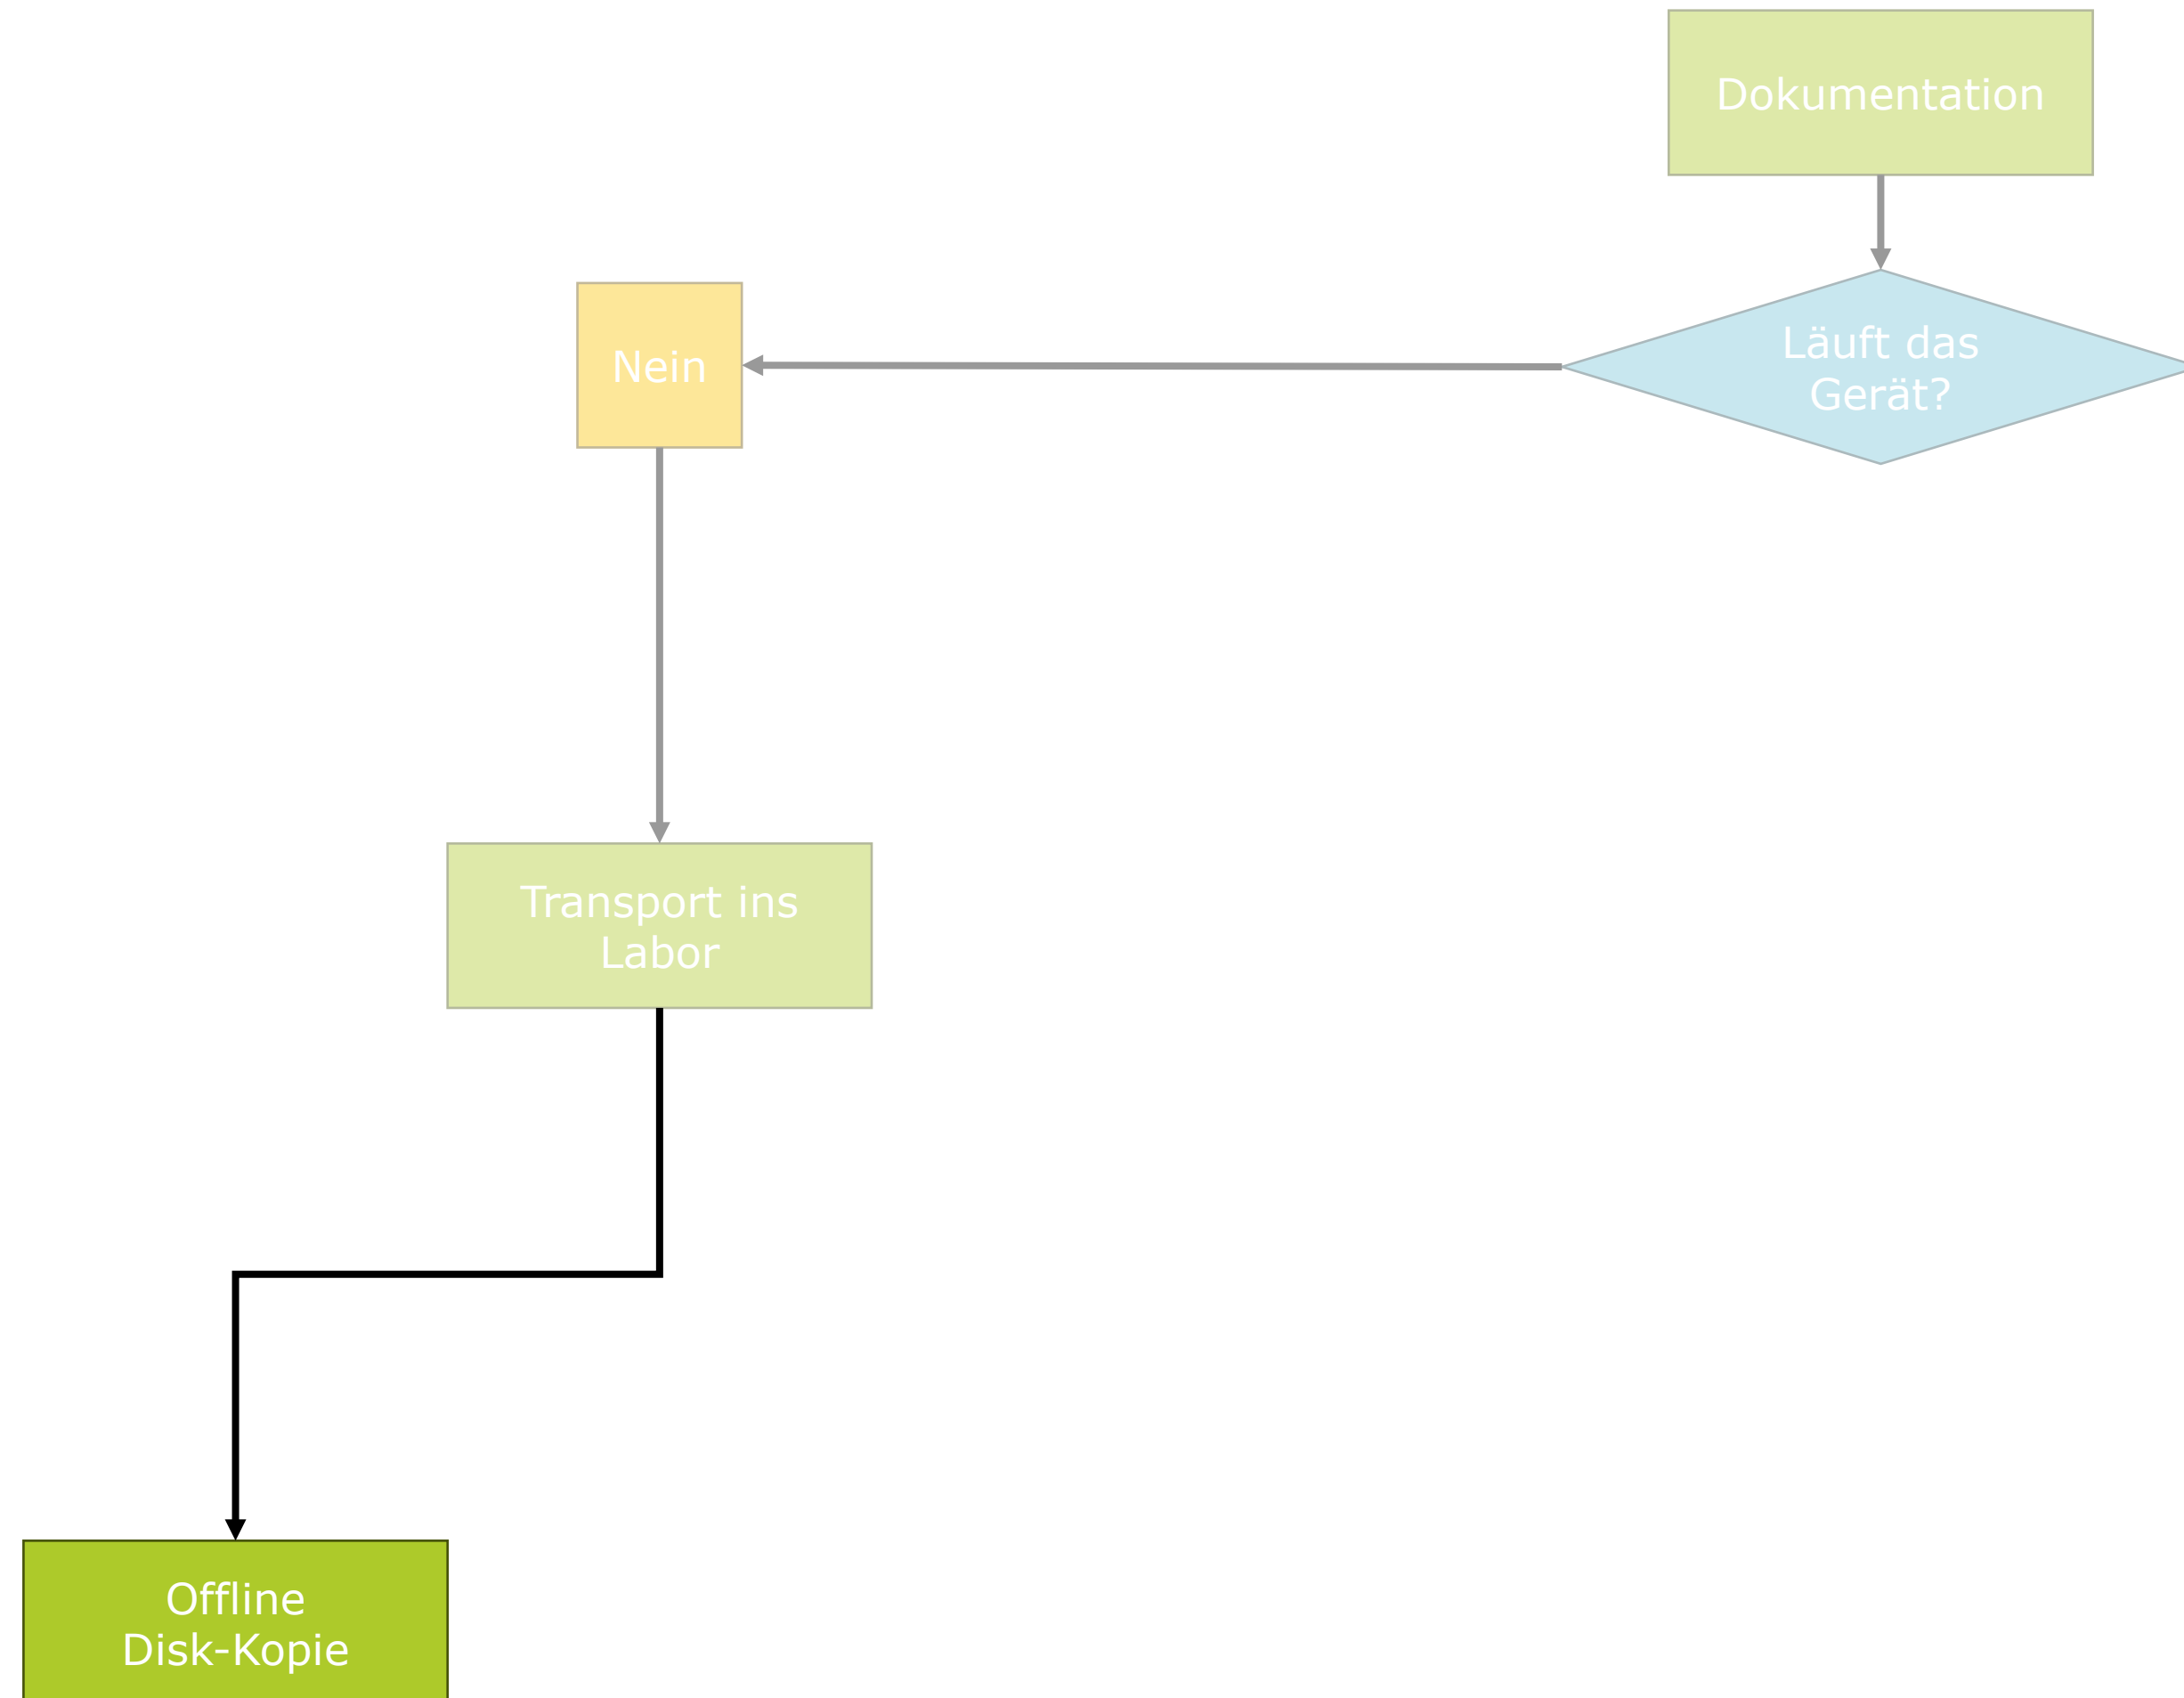 Dokumentation
Läuft das
Gerät?
Nein
Transport ins
Labor
Offline
Disk-Kopie